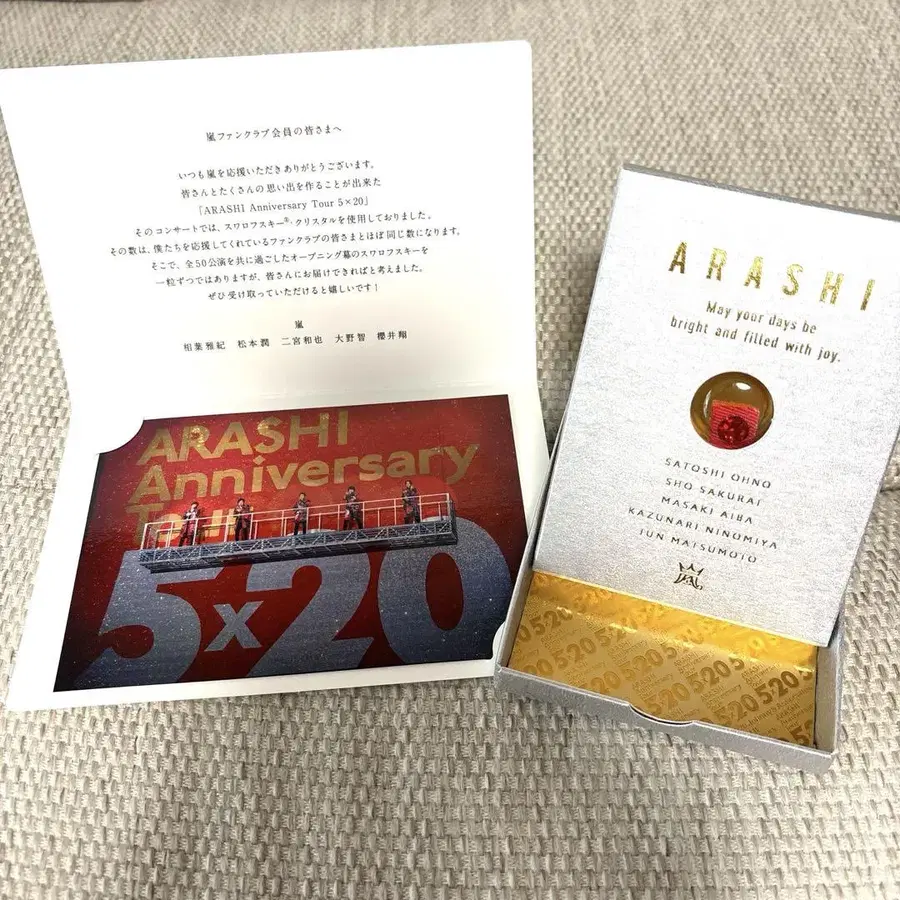 嵐ファンクラブ会員の皆さまへ
いつも嵐を応援いただきありがとうございます。
皆さんとたくさんの思い出を作ることが出来た
「ARASHI Anniversary Tour 5×20」
そのコンサートでは、スワロフスキー®・クリスタルを使用しておりました。
その数は、僕たちを応援してくれているファンクラブの皆さまとほぼ同じ数になります。
そこで、全50公演を共に過ごしたオープニング幕のスワロフスキーを
一粒ずつではありますが、皆さんにお届けできればと考えました。
ぜひ受け取っていただけると嬉しいです！
嵐
相葉雅紀 松本潤 二宮和也 大野智 櫻井翔
ARASHI
Anniversary
Tour
5x20
ARASHI
May your days be
bright and filled with joy.
SATOSHI OHNO
SHO SAKURAI
MASAKI AIBA
KAZUNARI NINOMIYA
JUN MATSUMOTO
5×20